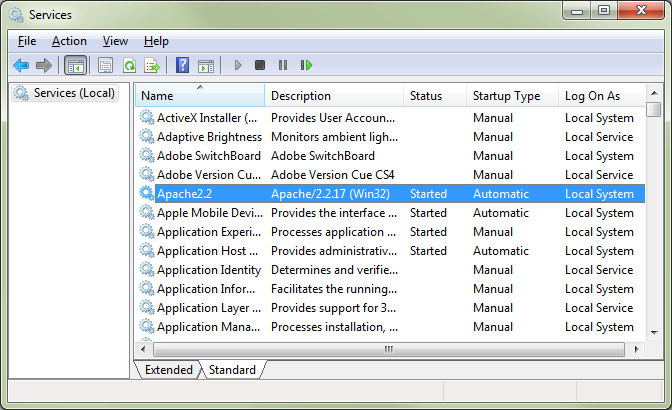 Services
File Action View Help
Services (Local)
Name Description Status Startup Type Log On As
ActiveX Installer (... Provides User Accoun... Manual Local System
Adaptive Brightness Monitors ambient ligh... Manual Local Service
Adobe SwitchBoard Adobe SwitchBoard Manual Local System
Adobe Version Cu... Adobe Version Cue CS4 Manual Local System
Apache2.2 Apache/2.2.17 (Win32) Started Automatic Local System
Apple Mobile Devi... Provides the interface ... Started Automatic Local System
Application Experi... Processes application ... Started Manual Local System
Application Host ... Provides administrativ... Started Automatic Local System
Application Identity Determines and verifie... Manual Local Service
Application Infor... Facilitates the running... Manual Local System
Application Layer ... Provides support for 3... Manual Local Service
Application Mana... Processes installation, ... Manual Local System
Extended Standard